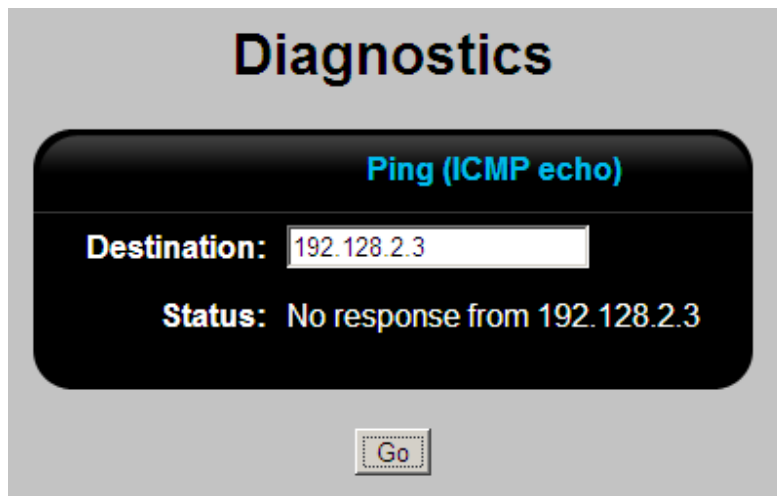 Diagnostics
Ping (ICMP echo)
Destination: 192.128.2.3
Status: No response from 192.128.2.3
Go